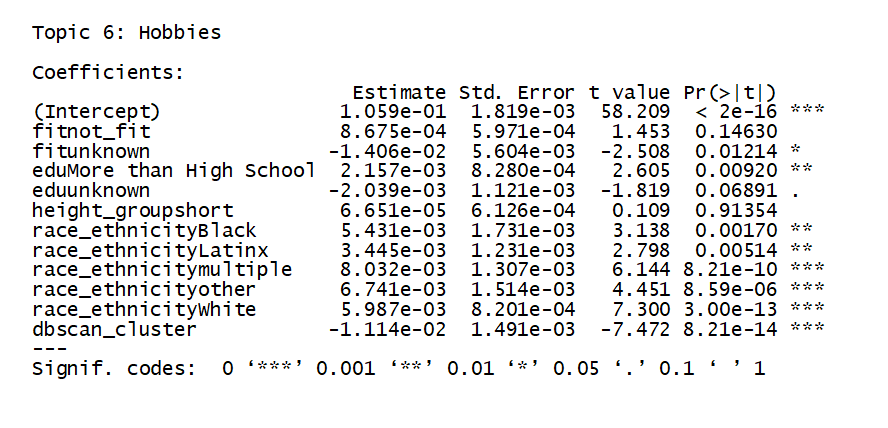 Topic 6: Hobbies
Coefficients:
Estimate Std. Error t value Pr(>|t|)
(Intercept) 1.059e-01 1.819e-03 58.209 < 2e-16 ***
fitnot_fit 8.675e-04 5.971e-04 1.453 0.14630
fitunknown -1.406e-02 5.604e-03 -2.508 0.01214 *
eduMore than High School 2.157e-03 8.280e-04 2.605 0.00920 **
eduunknown -2.039e-03 1.121e-03 -1.819 0.06891 .
height_groupshort 6.651e-05 6.126e-04 0.109 0.91354
race_ethnicityBlack 5.431e-03 1.731e-03 3.138 0.00170 **
race_ethnicityLatinx 3.445e-03 1.231e-03 2.798 0.00514 **
race_ethnicitymultiple 8.032e-03 1.307e-03 6.144 8.21e-10 ***
race_ethnicityother 6.741e-03 1.514e-03 4.451 8.59e-06 ***
race_ethnicityWhite 5.987e-03 8.201e-04 7.300 3.00e-13 ***
dbscan_cluster -1.114e-02 1.491e-03 -7.472 8.21e-14 ***
---
Signif. codes: 0 ‘***’ 0.001 ‘**’ 0.01 ‘*’ 0.05 ‘.’ 0.1 ‘ ’ 1